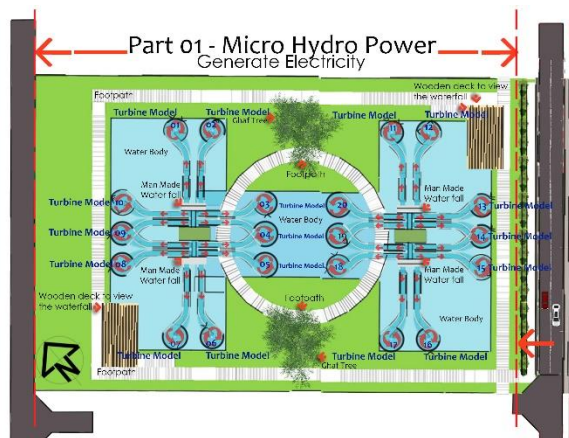 Part 01 - Micro Hydro Power
Generate Electricity
Footpath
Wooden deck to view
the waterfall
Turbine Model
Turbine Model
Turbine Model
Turbine Model
01
02
Ghaf Tree
11
12
Water Body
Footpath
Man Made
Water fall
Man Made
Water fall
Turbine Model
10
03
Turbine Model
20
13
Turbine Model
Water Body
Turbine Model
09
04
Turbine Model
19
14
Turbine Model
Turbine Model
08
05
Turbine Model
18
15
Turbine Model
Man Made
Water fall
Man Made
Water fall
Wooden deck to view
the waterfall
Footpath
Water Body
07
06
17
16
Turbine Model
Turbine Model
Turbine Model
Turbine Model
Ghaf Tree
Footpath